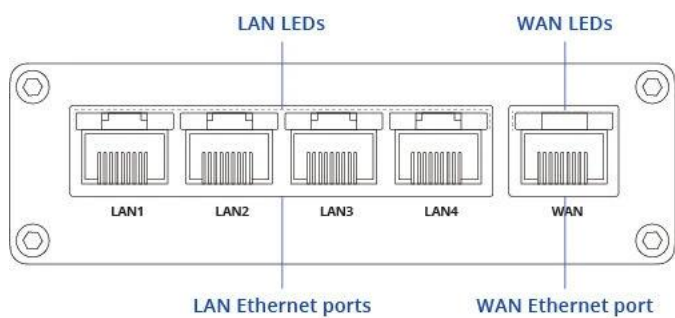 LAN LEDs WAN LEDs
LAN1 LAN2 LAN3 LAN4 WAN
LAN Ethernet ports WAN Ethernet port